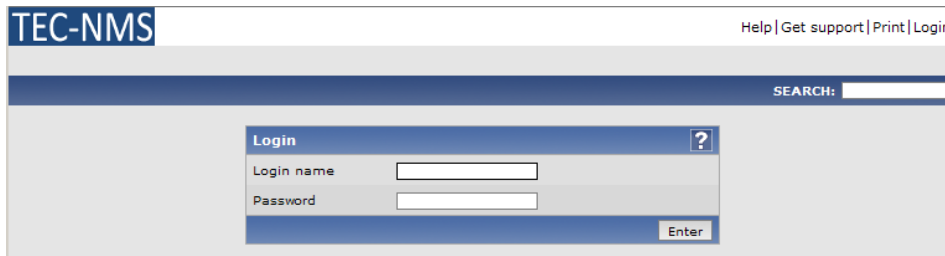 TEC-NMS
Help|Get support|Print|Login
SEARCH:
Login ?
Login name
Password
Enter